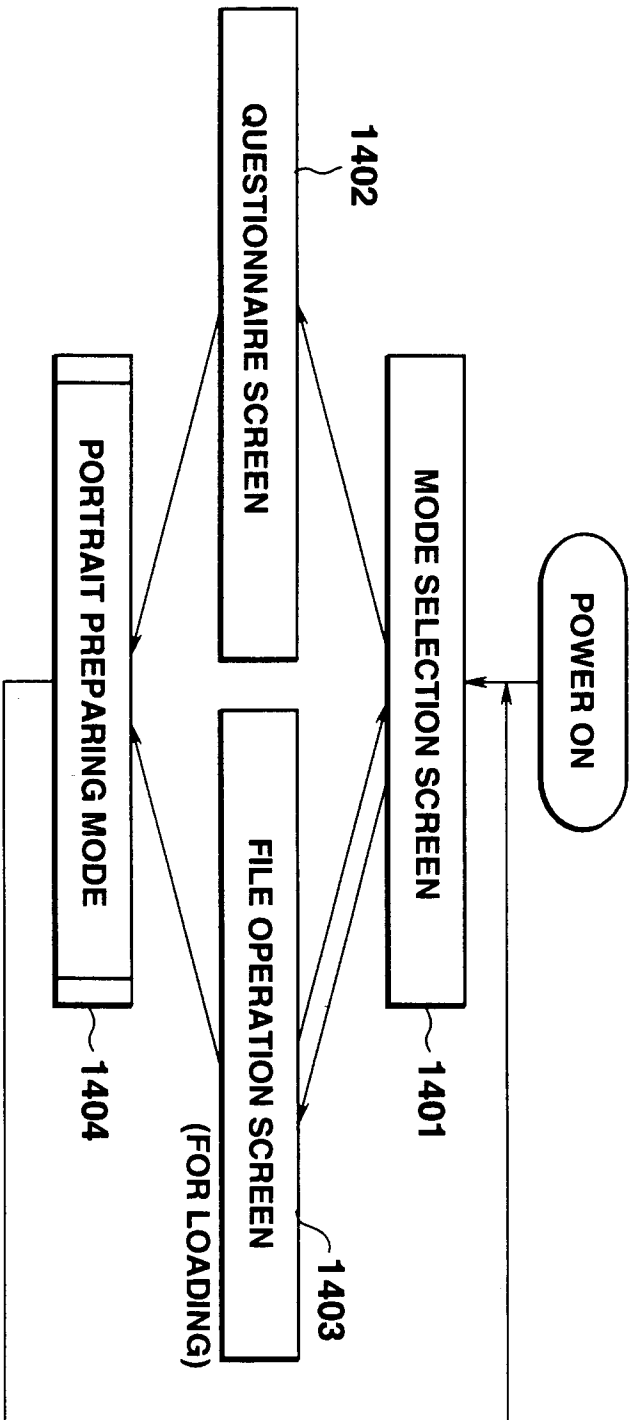 POWER ON
MODE SELECTION SCREEN
1401
1402
QUESTIONNAIRE SCREEN
1403
FILE OPERATION SCREEN
(FOR LOADING)
PORTRAIT PREPARING MODE
1404